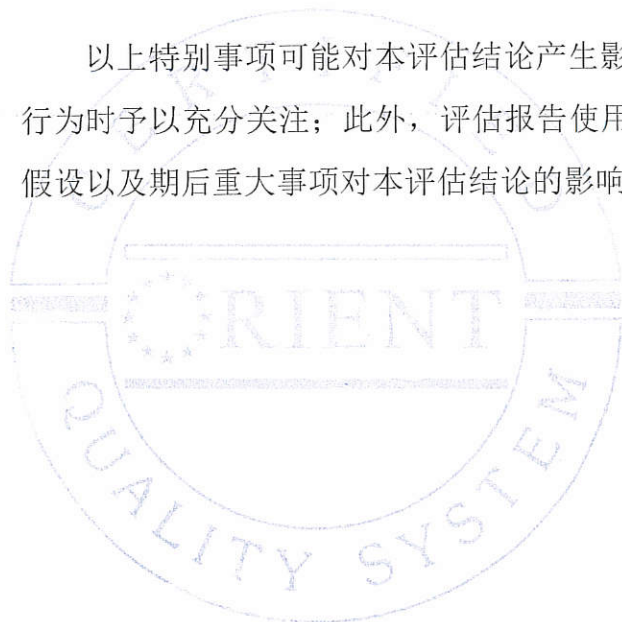 以上特别事项可能对本评估结论产生影
行为时予以充分关注；此外，评估报告使用
假设以及期后重大事项对本评估结论的影响
ORIENT
QUALITY SYSTEM